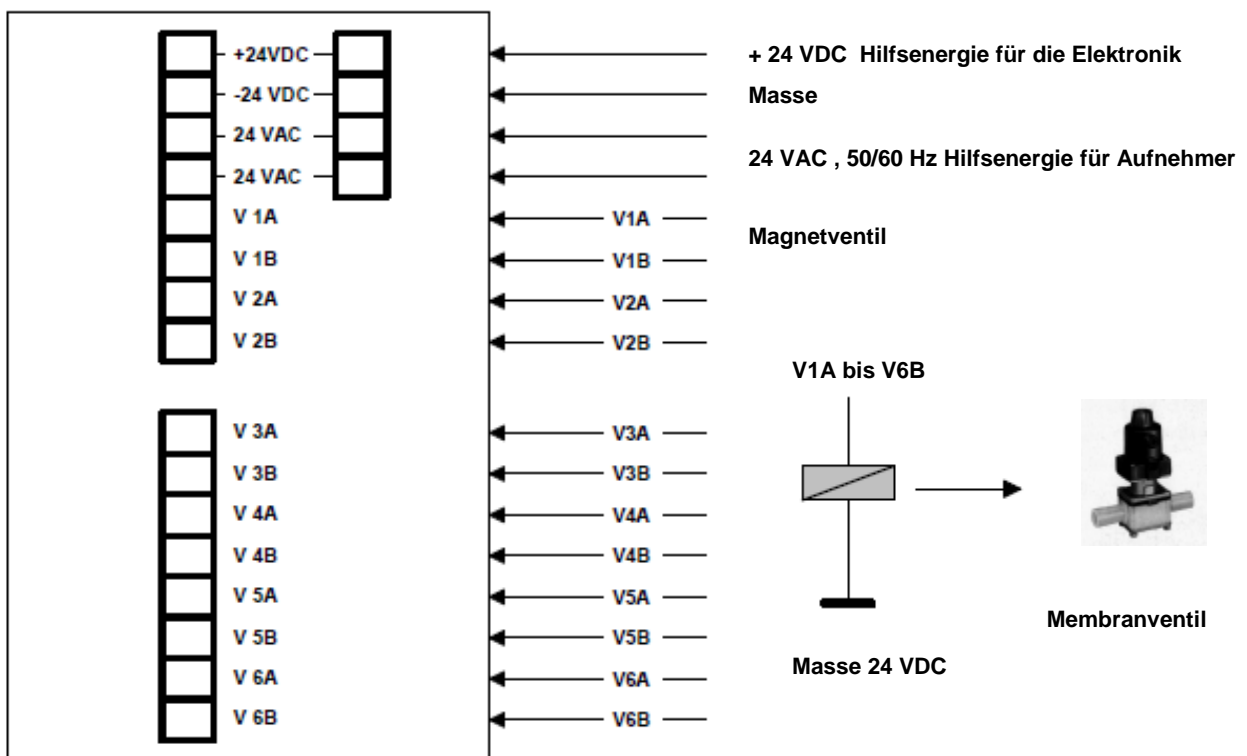 +24VDC + 24 VDC Hilfsenergie für die Elektronik
-24 VDC Masse
24 VAC
24 VAC , 50/60 Hz Hilfsenergie für Aufnehmer
24 VAC
V 1A V1A
Magnetventil
V 1B V1B
V 2A V2A
V 2B V2B
V1A bis V6B
V 3A V3A
V 3B V3B
V 4A V4A
V 4B V4B
V 5A V5A
Membranventil
V 5B V5B
Masse 24 VDC
V 6A V6A
V 6B V6B